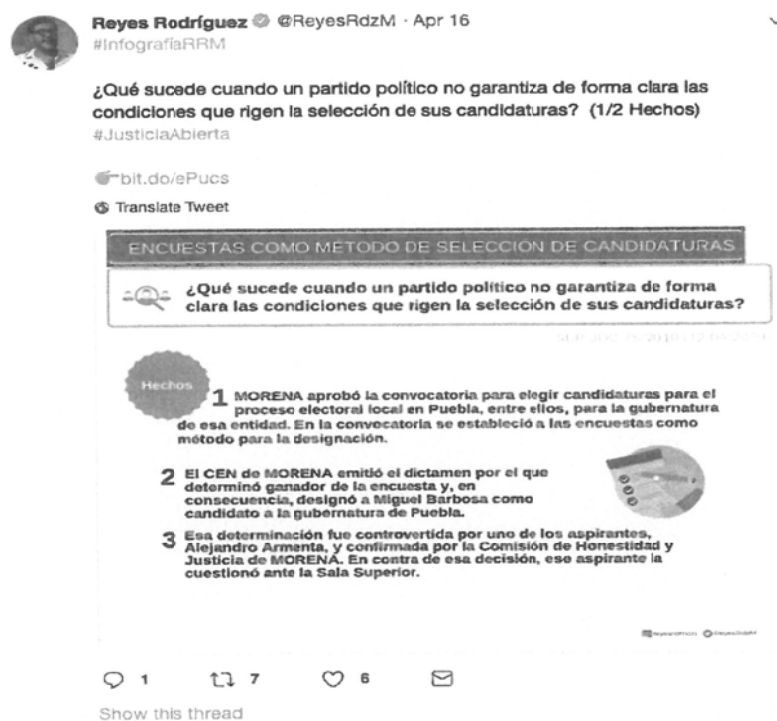 Reyes Rodríguez @ReyesRdzM · Apr 16
#InfografíaRRM
¿Qué sucede cuando un partido político no garantiza de forma clara las
condiciones que rigen la selección de sus candidaturas? (1/2 Hechos)
#JusticiaAbierta
bit.do/ePucs
Translate Tweet
ENCUESTAS COMO MÉTODO DE SELECCIÓN DE CANDIDATURAS
¿Qué sucede cuando un partido político no garantiza de forma
clara las condiciones que rigen la selección de sus candidaturas?
Hechos
1 MORENA aprobó la convocatoria para elegir candidaturas para el
proceso electoral local en Puebla, entre ellos, para la gubernatura
de esa entidad. En la convocatoria se estableció a las encuestas como
método para la designación.
2 El CEN de MORENA emitió el dictamen por el que
determinó ganador de la encuesta y, en
consecuencia, designó a Miguel Barbosa como
candidato a la gubernatura de Puebla.
3 Esa determinación fue controvertida por uno de los aspirantes,
Alejandro Armenta, y confirmada por la Comisión de Honestidad y
Justicia de MORENA. En contra de esa decisión, ese aspirante la
cuestionó ante la Sala Superior.
1 7 6
Show this thread